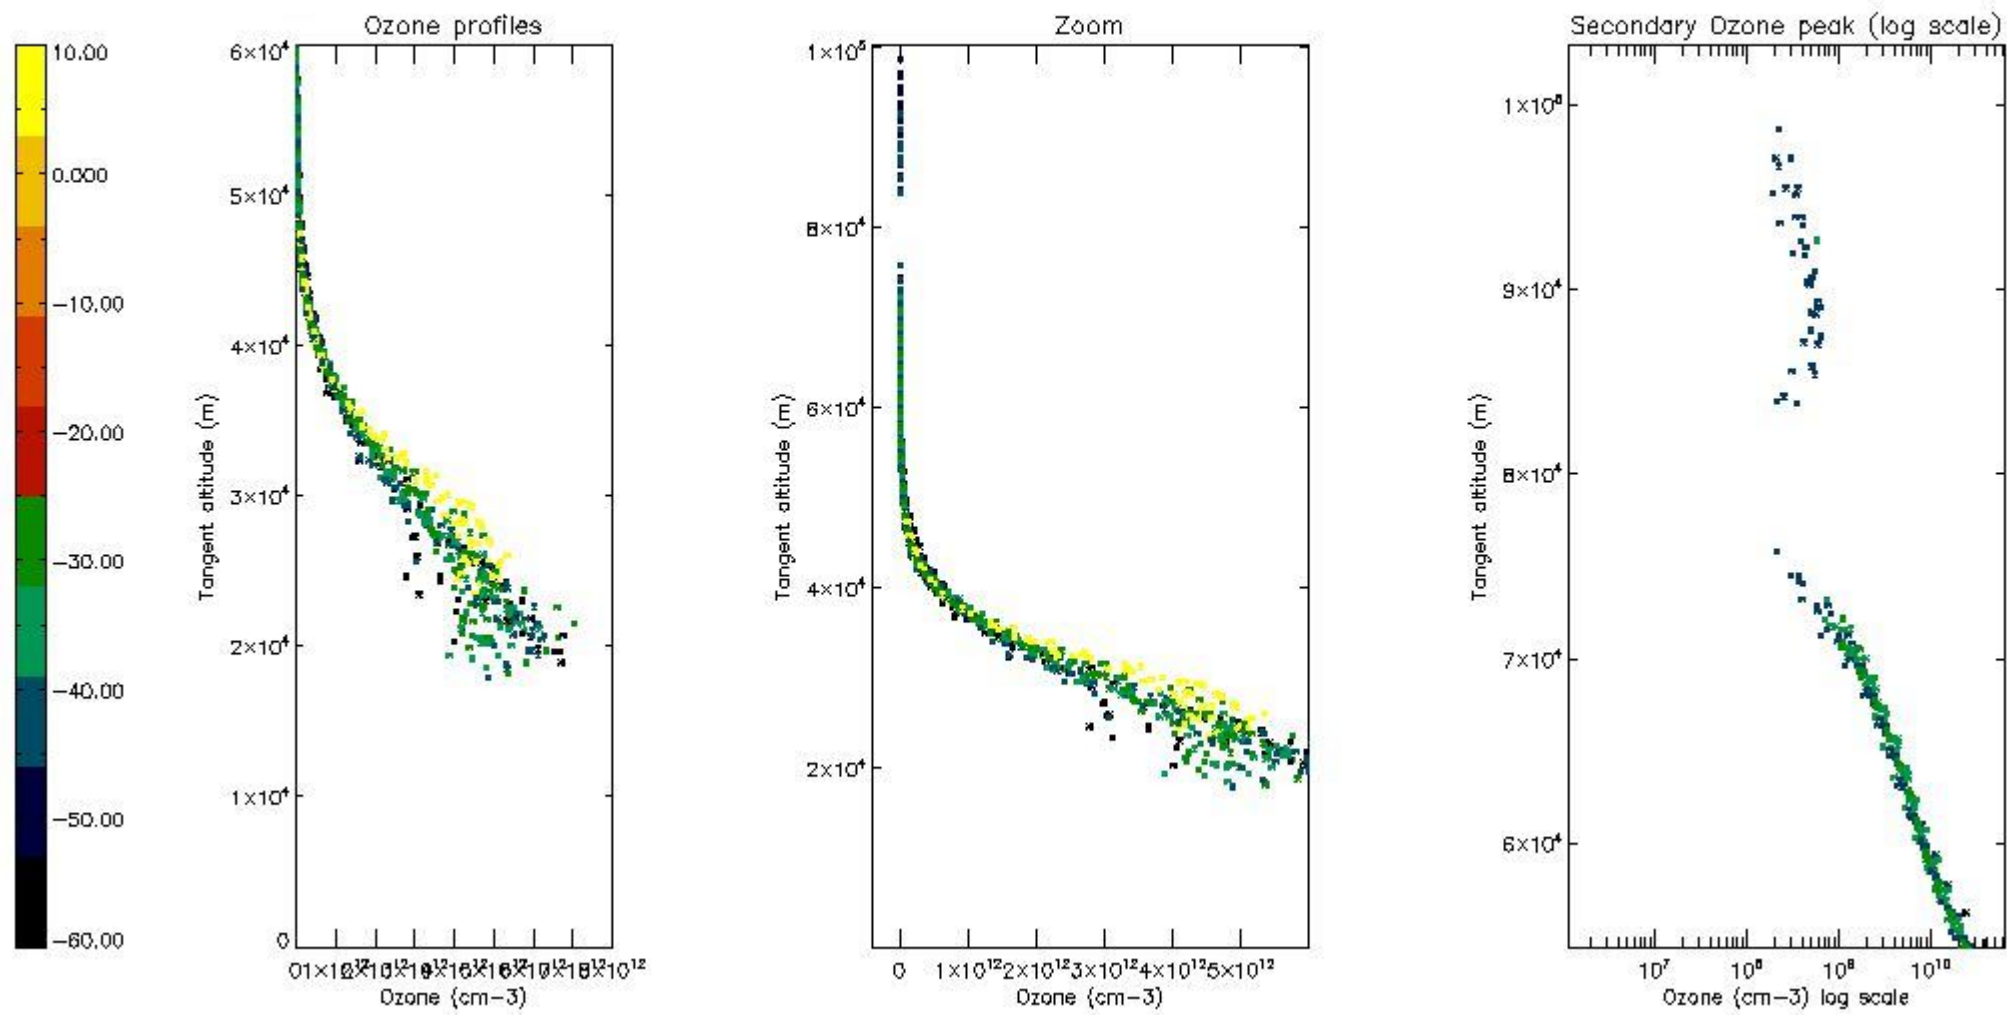 Ozone profiles
Zoom
Secondary Ozone peak (log scale)
10.00
0.000
−10.00
−20.00
−30.00
−40.00
−50.00
−60.00
6×10⁴
5×10⁴
4×10⁴
3×10⁴
2×10⁴
1×10⁴
0
Tangent altitude (m)
Ozone (cm−3)
1×10⁵
8×10⁴
6×10⁴
4×10⁴
2×10⁴
Tangent altitude (m)
0 1×10¹² 2×10¹² 3×10¹² 4×10¹² 5×10¹²
Ozone (cm−3)
9×10⁴
8×10⁴
7×10⁴
6×10⁴
Tangent altitude (m)
10⁷ 10⁸ 10⁹ 10¹⁰
Ozone (cm−3) log scale